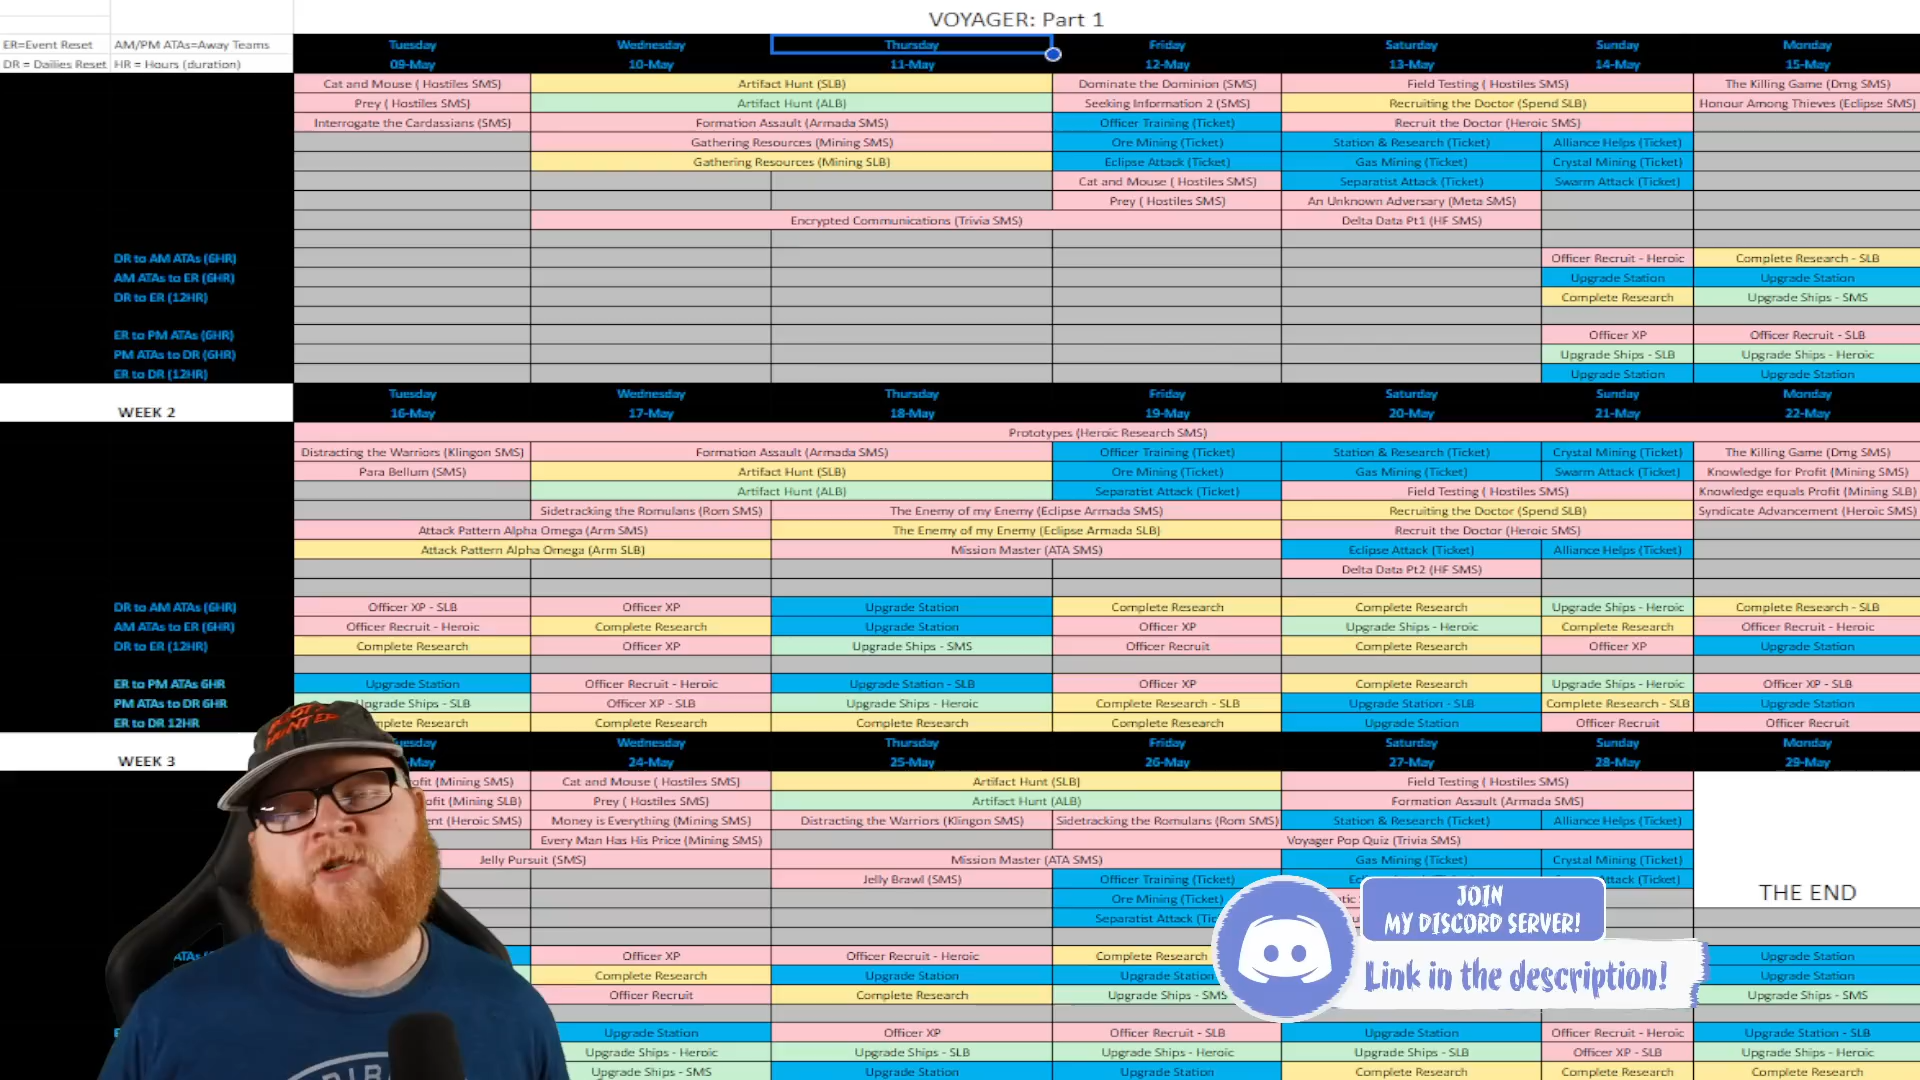 VOYAGER: Part 1
ER=Event Reset AM/PM ATAs=Away Teams Tuesday Wednesday Thursday Friday Saturday Sunday Monday
DR = Dailies Reset HR = Hours (duration) 09-May 10-May 11-May 12-May 13-May 14-May 15-May
Cat and Mouse ( Hostiles SMS) Artifact Hunt (SLB) Dominate the Dominion (SMS) Field Testing ( Hostiles SMS) The Killing Game (Dmg SMS)
Prey ( Hostiles SMS) Artifact Hunt (ALB) Seeking Information 2 (SMS) Recruiting the Doctor (Spend SLB) Honour Among Thieves (Eclipse SMS)
Interrogate the Cardassians (SMS) Formation Assault (Armada SMS) Officer Training (Ticket) Recruit the Doctor (Heroic SMS)
Gathering Resources (Mining SMS) Ore Mining (Ticket) Station & Research (Ticket) Alliance Helps (Ticket)
Gathering Resources (Mining SLB) Eclipse Attack (Ticket) Gas Mining (Ticket) Crystal Mining (Ticket)
Cat and Mouse ( Hostiles SMS) Separatist Attack (Ticket) Swarm Attack (Ticket)
Prey ( Hostiles SMS) An Unknown Adversary (Meta SMS)
Encrypted Communications (Trivia SMS) Delta Data Pt1 (HF SMS)
DR to AM ATAs (6HR) Officer Recruit - Heroic Complete Research - SLB
AM ATAs to ER (6HR) Upgrade Station Upgrade Station
DR to ER (12HR) Complete Research Upgrade Ships - SMS
ER to PM ATAs (6HR) Officer XP Officer Recruit - SLB
PM ATAs to DR (6HR) Upgrade Ships - SLB Upgrade Ships - Heroic
ER to DR (12HR) Upgrade Station Upgrade Station
Tuesday Wednesday Thursday Friday Saturday Sunday Monday
WEEK 2 16-May 17-May 18-May 19-May 20-May 21-May 22-May
Prototypes (Heroic Research SMS)
Distracting the Warriors (Klingon SMS) Formation Assault (Armada SMS) Officer Training (Ticket) Station & Research (Ticket) Crystal Mining (Ticket) The Killing Game (Dmg SMS)
Para Bellum (SMS) Artifact Hunt (SLB) Ore Mining (Ticket) Gas Mining (Ticket) Swarm Attack (Ticket) Knowledge for Profit (Mining SMS)
Artifact Hunt (ALB) Separatist Attack (Ticket) Field Testing ( Hostiles SMS) Knowledge equals Profit (Mining SLB)
Sidetracking the Romulans (Rom SMS) The Enemy of my Enemy (Eclipse Armada SMS) Recruiting the Doctor (Spend SLB) Syndicate Advancement (Heroic SMS)
Attack Pattern Alpha Omega (Arm SMS) The Enemy of my Enemy (Eclipse Armada SLB) Recruit the Doctor (Heroic SMS)
Attack Pattern Alpha Omega (Arm SLB) Mission Master (ATA SMS) Eclipse Attack (Ticket) Alliance Helps (Ticket)
Delta Data Pt2 (HF SMS)
DR to AM ATAs (6HR) Officer XP - SLB Officer XP Upgrade Station Complete Research Complete Research Upgrade Ships - Heroic Complete Research - SLB
AM ATAs to ER (6HR) Officer Recruit - Heroic Complete Research Upgrade Station Officer XP Upgrade Ships - Heroic Complete Research Officer Recruit - Heroic
DR to ER (12HR) Complete Research Officer XP Upgrade Ships - SMS Officer Recruit Complete Research Officer XP Upgrade Station
ER to PM ATAs 6HR Upgrade Station Officer Recruit - Heroic Upgrade Station - SLB Officer XP Complete Research Upgrade Ships - Heroic Officer XP - SLB
PM ATAs to DR 6HR grade Ships - SLB Officer XP - SLB Upgrade Ships - Heroic Complete Research - SLB Upgrade Station - SLB Complete Research - SLB Upgrade Station
ER to DR 12HR plete Research Complete Research Complete Research Complete Research Upgrade Station Officer Recruit Officer Recruit
uesday Wednesday Thursday Friday Saturday Sunday Monday
WEEK 3 -May 24-May 25-May 26-May 27-May 28-May 29-May
rofit (Mining SMS) Cat and Mouse ( Hostiles SMS) Artifact Hunt (SLB) Field Testing ( Hostiles SMS)
ofit (Mining SLB) Prey ( Hostiles SMS) Artifact Hunt (ALB) Formation Assault (Armada SMS)
ent (Heroic SMS) Money is Everything (Mining SMS) Distracting the Warriors (Klingon SMS) Sidetracking the Romulans (Rom SMS) Station & Research (Ticket) Alliance Helps (Ticket)
Every Man Has His Price (Mining SMS) Voyager Pop Quiz (Trivia SMS)
Jelly Pursuit (SMS) Mission Master (ATA SMS) Gas Mining (Ticket) Crystal Mining (Ticket)
Jelly Brawl (SMS) Officer Training (Ticket) Attack (Ticket)
Ore Mining (Ticket) THE END
Separatist Attack (Tic
JOIN
MY DISCORD SERVER!
Link in the description!
ATAs Officer XP Officer Recruit - Heroic Complete Research Upgrade Station
Complete Research Upgrade Station Upgrade Station Upgrade Station
Officer Recruit Complete Research Upgrade Ships - SMS Upgrade Ships - SMS
Upgrade Station Officer XP Officer Recruit - SLB Upgrade Station Officer Recruit - Heroic Upgrade Station - SLB
Upgrade Ships - Heroic Upgrade Ships - SLB Upgrade Ships - Heroic Upgrade Ships - SLB Officer XP - SLB Upgrade Ships - Heroic
Upgrade Ships - SMS Upgrade Station Upgrade Station Complete Research Complete Research Complete Research